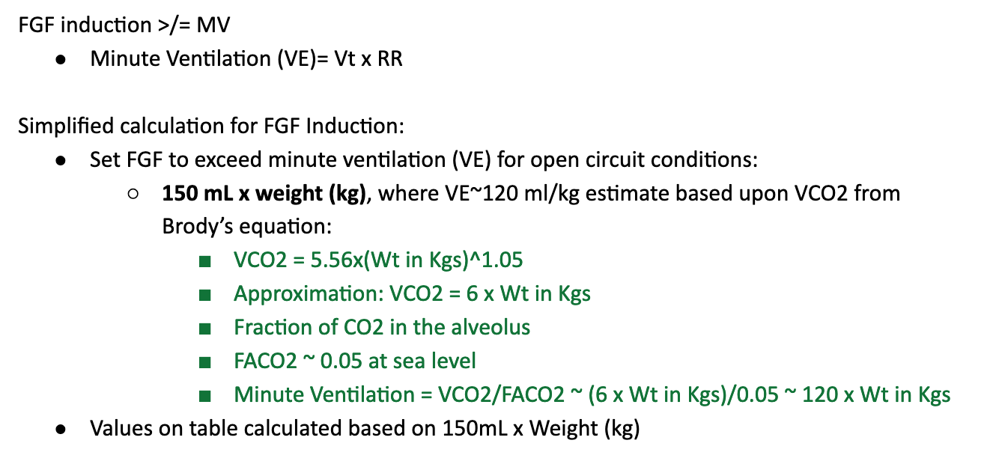 FGF induction >/= MV
● Minute Ventilation (VE)= Vt x RR
Simplified calculation for FGF Induction:
● Set FGF to exceed minute ventilation (VE) for open circuit conditions:
○ 150 mL x weight (kg), where VE~120 ml/kg estimate based upon VCO2 from
Brody’s equation:
■ VCO2 = 5.56x(Wt in Kgs)^1.05
■ Approximation: VCO2 = 6 x Wt in Kgs
■ Fraction of CO2 in the alveolus
■ FACO2 ~ 0.05 at sea level
■ Minute Ventilation = VCO2/FACO2 ~ (6 x Wt in Kgs)/0.05 ~ 120 x Wt in Kgs
● Values on table calculated based on 150mL x Weight (kg)